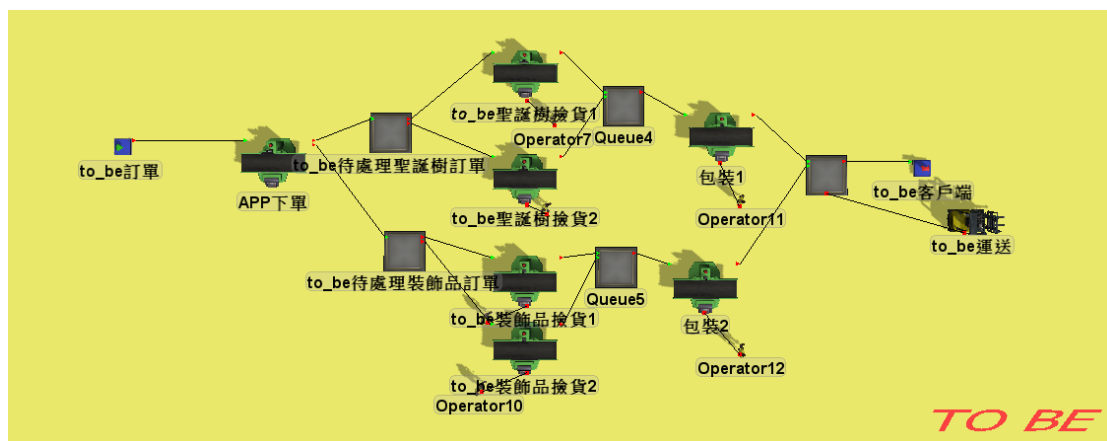 to_be訂單
APP下單
to_be待處理聖誕樹訂單
to_be聖誕樹撿貨1
Operator7
Queue4
to_be聖誕樹撿貨2
包裝1
Operator11
to_be客戶端
to_be運送
to_be待處理裝飾品訂單
to_be裝飾品撿貨1
Queue5
包裝2
Operator12
to_be裝飾品撿貨2
Operator10
TO BE